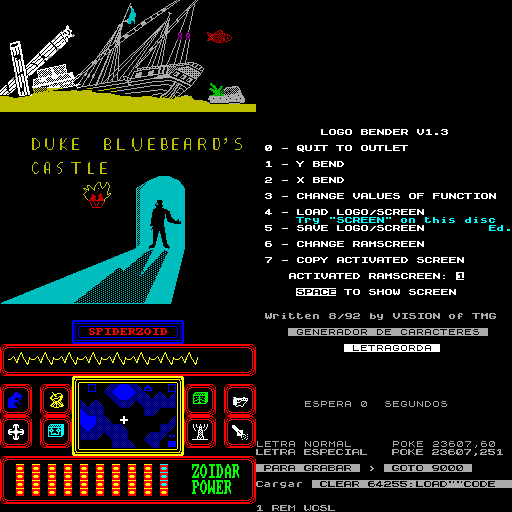 DUKE BLUEBEARD'S
CASTLE
SPIDERZOID
ZOIDAR
POWER
LOGO BENDER V1.3
0 - QUIT TO OUTLET
1 - Y BEND
2 - X BEND
3 - CHANGE VALUES OF FUNCTION
4 - LOAD LOGO/SCREEN
Try "SCREEN" on this disc
5 - SAVE LOGO/SCREEN Ed.
6 - CHANGE RAMSCREEN
7 - COPY ACTIVATED SCREEN
ACTIVATED RAMSCREEN: 1
SPACE TO SHOW SCREEN
Written 8/92 by VISION of TMG
GENERADOR DE CARACTERES
LETRAGORDA
ESPERA 0 SEGUNDOS
LETRA NORMAL POKE 23607,60
LETRA ESPECIAL POKE 23607,251
PARA GRABAR > GOTO 9000
Cargar CLEAR 64255:LOAD""CODE
1 REM WOSL